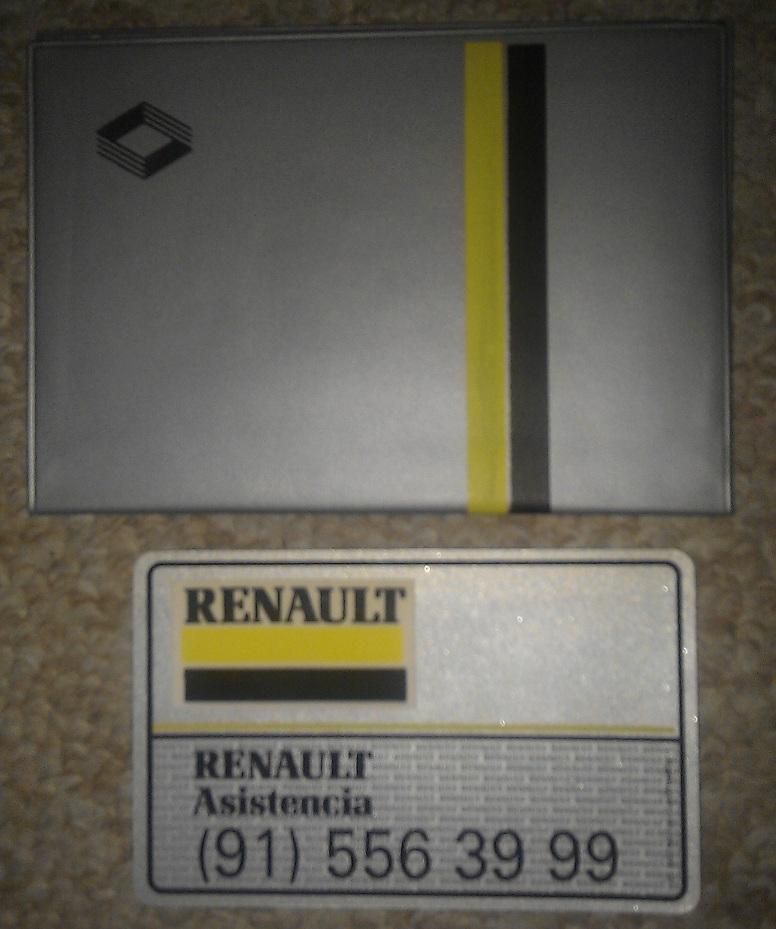 RENAULT
RENAULT
Asistencia
(91) 556 39 99